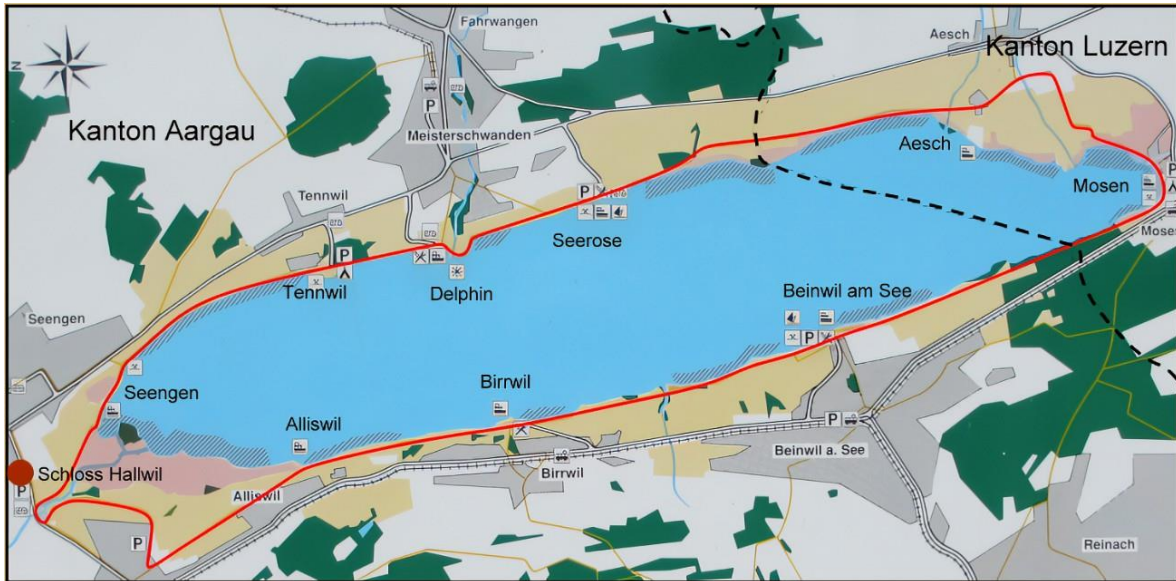 Fahrwangen
Aesch
Kanton Luzern
N
Kanton Aargau
P
Meisterschwanden
Aesch
Tennwil
P
P
Mosen
Seerose
P
Mosen
Tennwil
Delphin
Beinwil am See
Seengen
P
Birrwil
Seengen
Alliswil
P
Schloss Hallwil
Beinwil a. See
Birrwil
P
Alliswil
P
Reinach